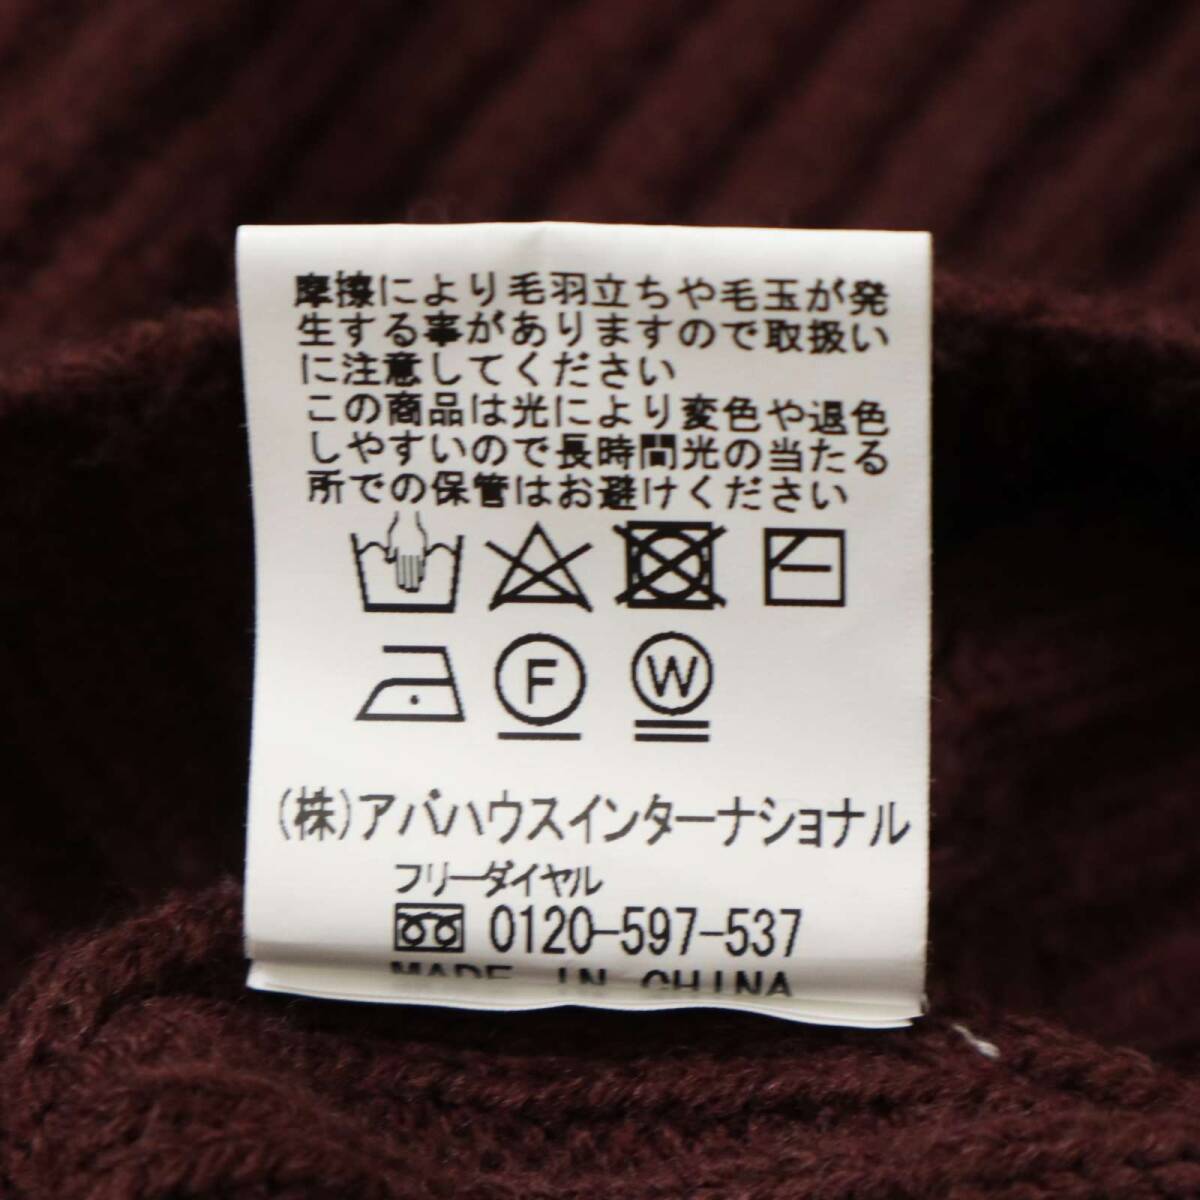 摩擦により毛羽立ちや毛玉が発
生する事がありますので取扱い
に注意してください
この商品は光により変色や退色
しやすいので長時間光の当たる
所での保管はお避けください
F
W
(株)アバハウスインターナショナル
フリーダイヤル
0120-597-537
MADE IN CHINA